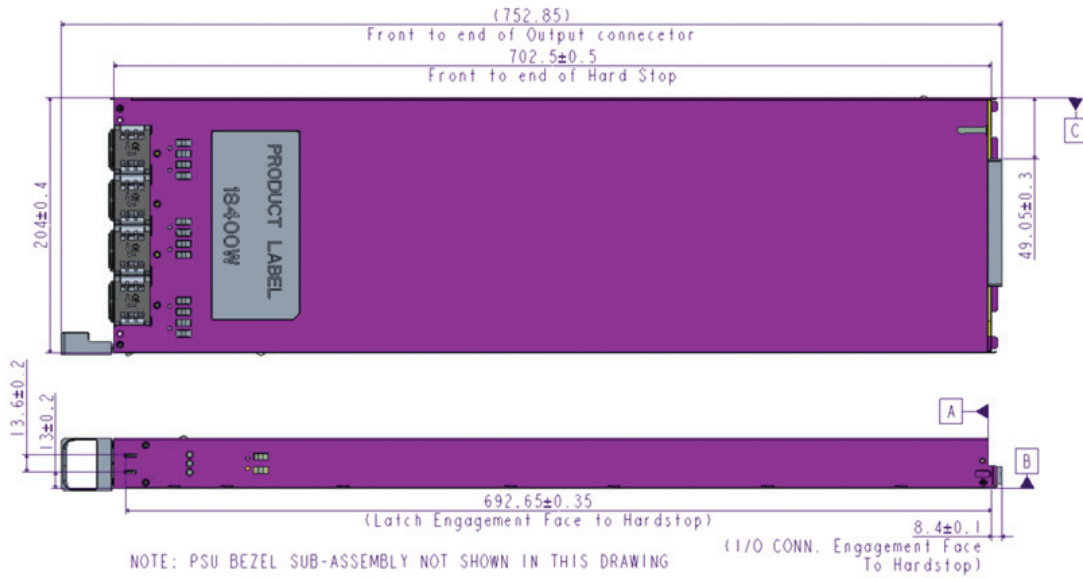 (752.85)
Front to end of Output connecetor
702.5±0.5
Front to end of Hard Stop
C
204±0.4
49.05±0.3
PRODUCT LABEL
18400W
13.6±0.2
13±0.2
A
B
692.65±0.35
(Latch Engagement Face to Hardstop)
8.4±0.1
(I/O CONN. Engagement Face
To Hardstop)
NOTE: PSU BEZEL SUB-ASSEMBLY NOT SHOWN IN THIS DRAWING